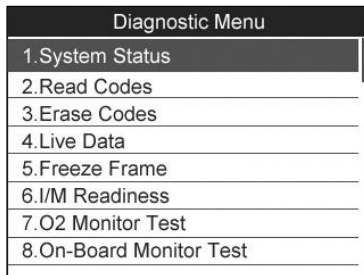 Diagnostic Menu
1.System Status
2.Read Codes
3.Erase Codes
4.Live Data
5.Freeze Frame
6.I/M Readiness
7.O2 Monitor Test
8.On-Board Monitor Test